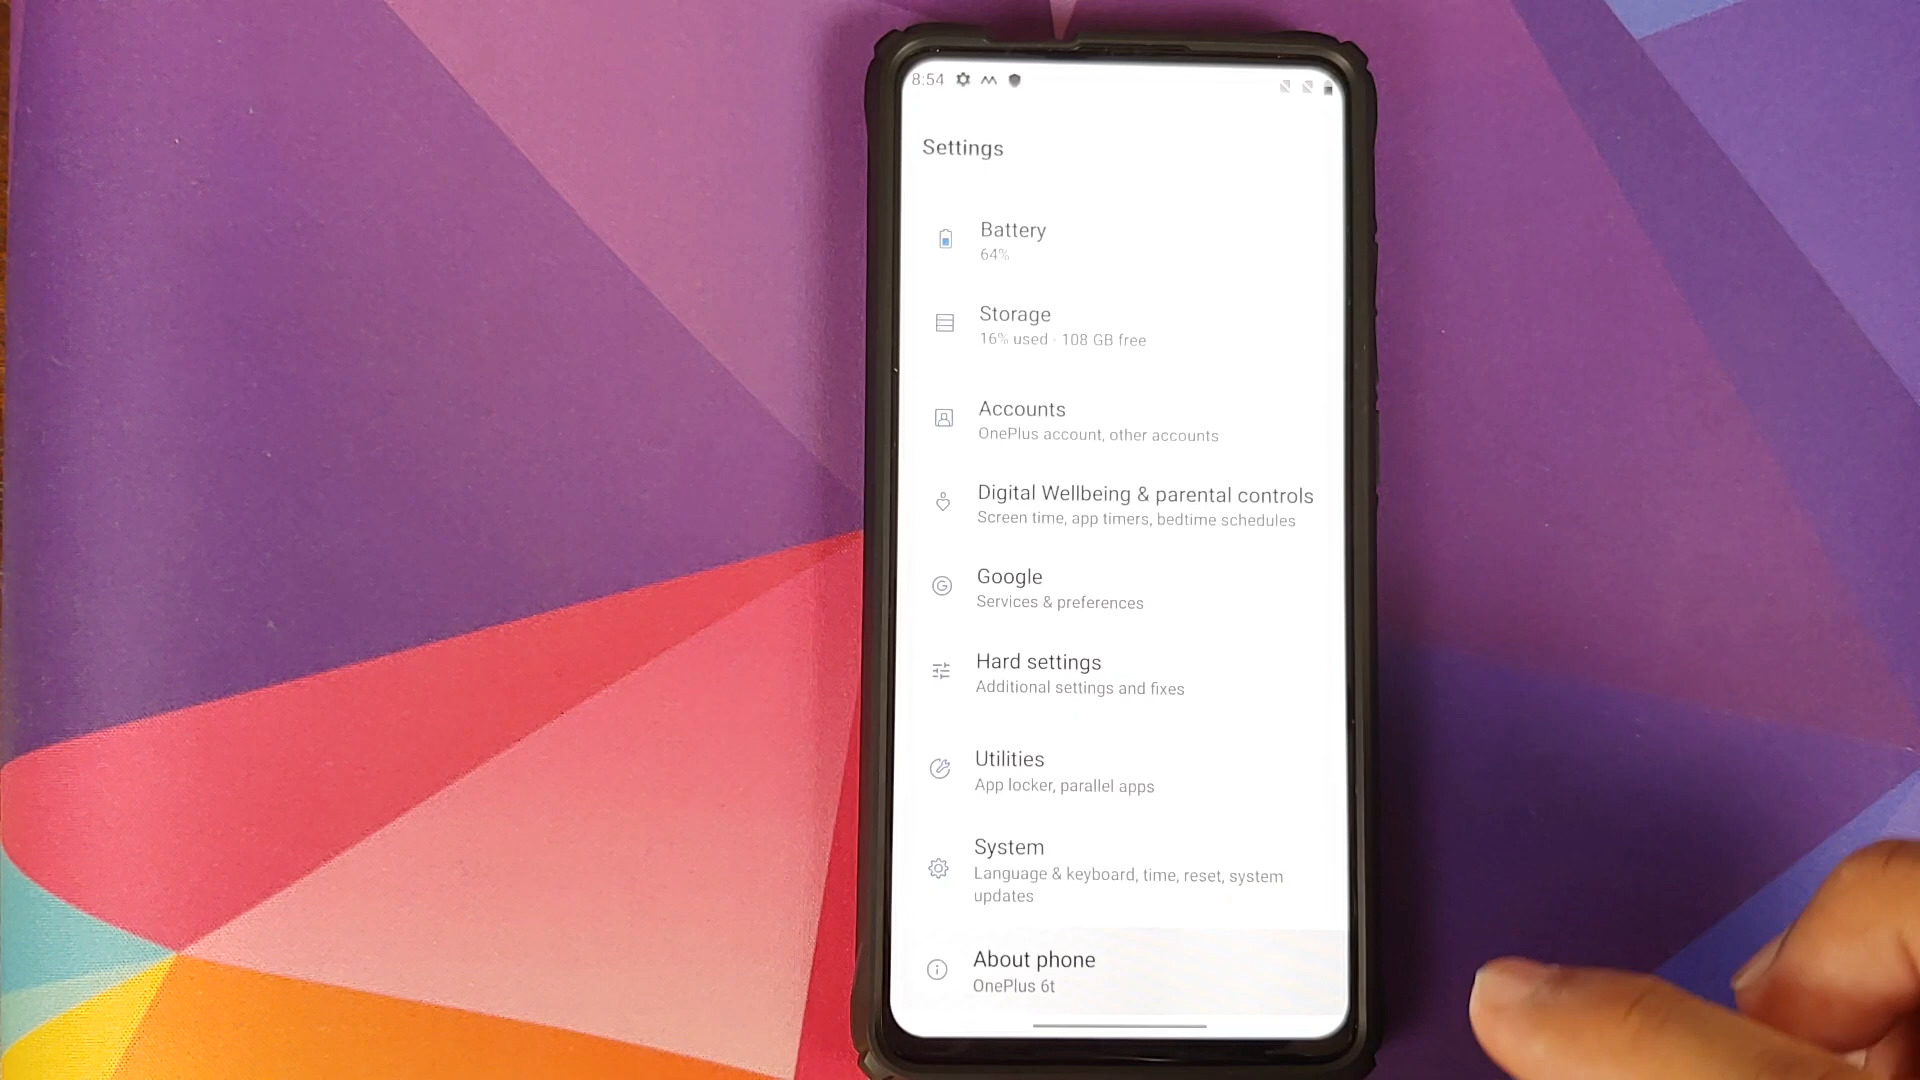 8:54
Settings
Battery
64%
Storage
16% used · 108 GB free
Accounts
OnePlus account, other accounts
Digital Wellbeing & parental controls
Screen time, app timers, bedtime schedules
Google
Services & preferences
Hard settings
Additional settings and fixes
Utilities
App locker, parallel apps
System
Language & keyboard, time, reset, system
updates
About phone
OnePlus 6t